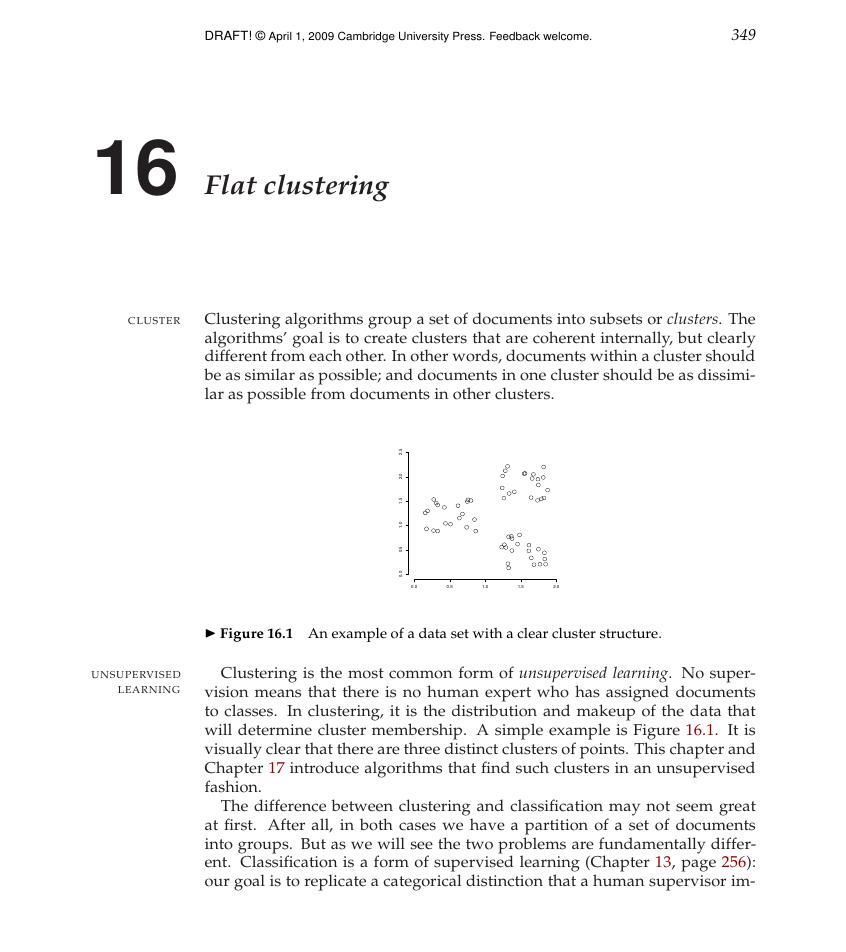 DRAFT! © April 1, 2009 Cambridge University Press. Feedback welcome. 349
16 Flat clustering
CLUSTER
Clustering algorithms group a set of documents into subsets or clusters. The
algorithms’ goal is to create clusters that are coherent internally, but clearly
different from each other. In other words, documents within a cluster should
be as similar as possible; and documents in one cluster should be as dissimi-
lar as possible from documents in other clusters.
2.5
2.0
1.5
1.0
0.5
0.0
0.0 0.5 1.0 1.5 2.0
▶ Figure 16.1 An example of a data set with a clear cluster structure.
UNSUPERVISED
LEARNING
Clustering is the most common form of unsupervised learning. No super-
vision means that there is no human expert who has assigned documents
to classes. In clustering, it is the distribution and makeup of the data that
will determine cluster membership. A simple example is Figure 16.1. It is
visually clear that there are three distinct clusters of points. This chapter and
Chapter 17 introduce algorithms that find such clusters in an unsupervised
fashion.
The difference between clustering and classification may not seem great
at first. After all, in both cases we have a partition of a set of documents
into groups. But as we will see the two problems are fundamentally differ-
ent. Classification is a form of supervised learning (Chapter 13, page 256):
our goal is to replicate a categorical distinction that a human supervisor im-